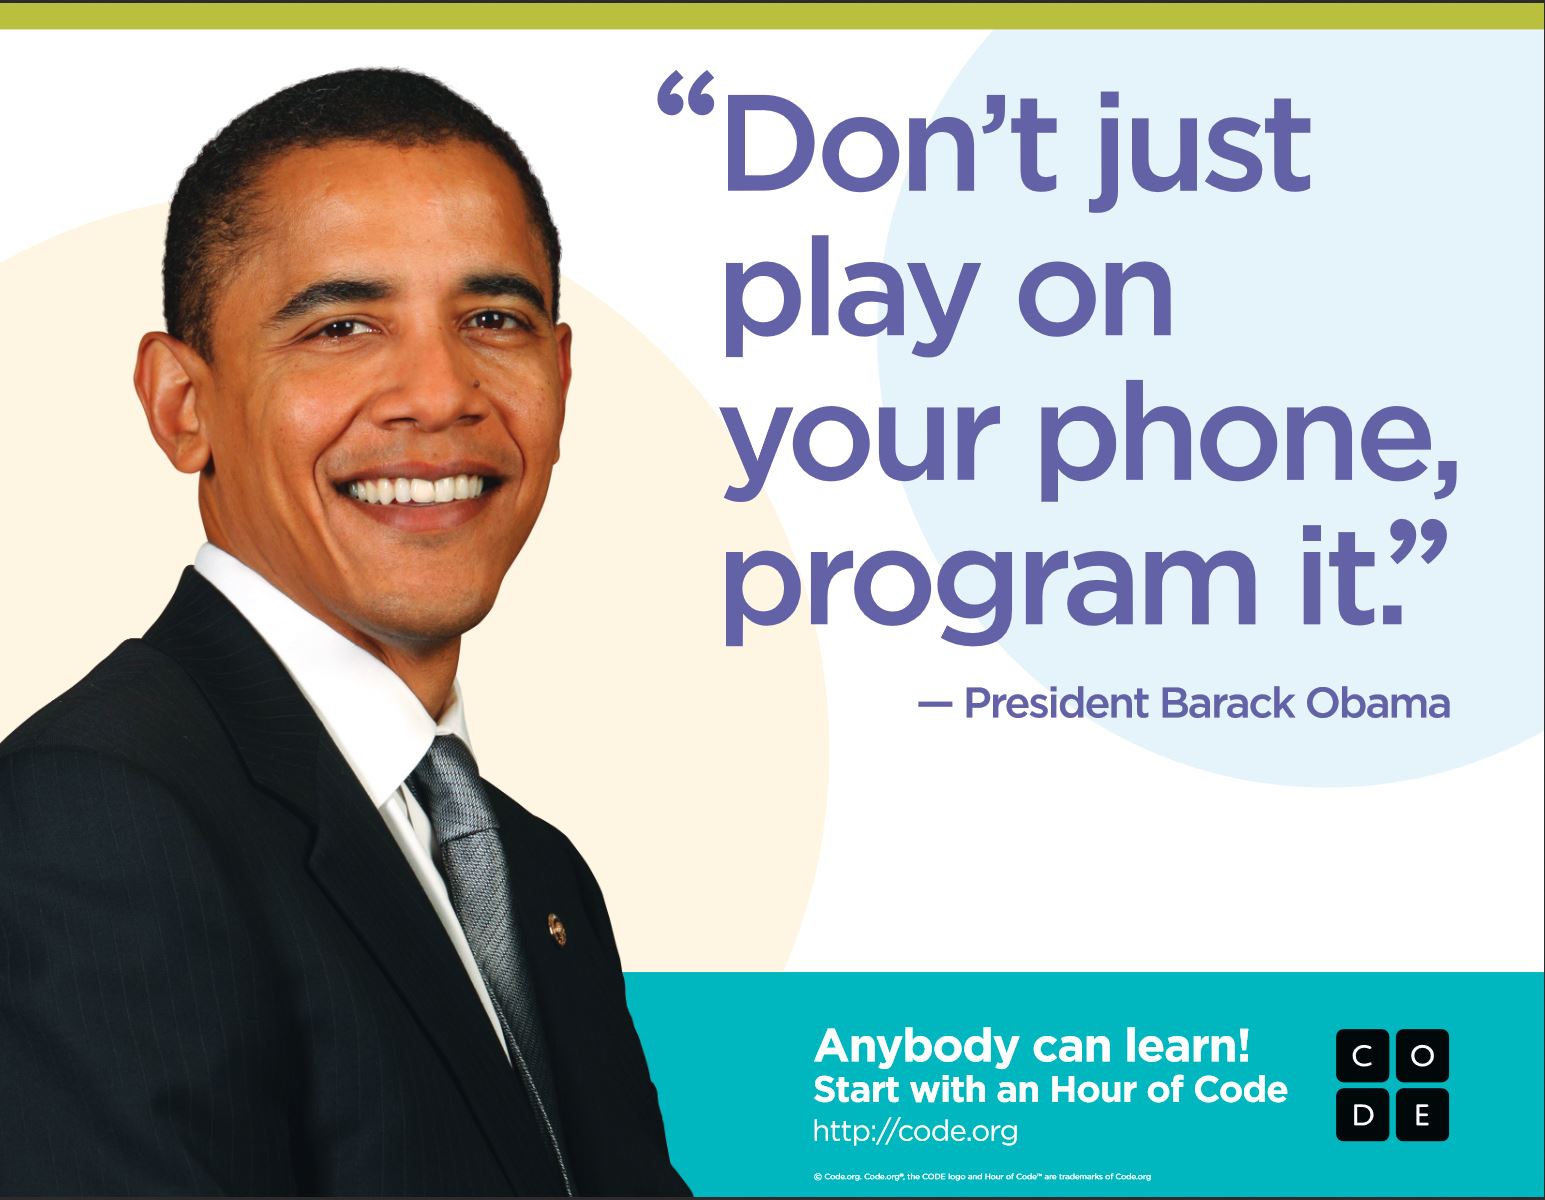 “Don’t just
play on
your phone,
program it.”
— President Barack Obama
Anybody can learn!
Start with an Hour of Code
http://code.org
C O
D E
© Code.org. Code.org®, the CODE logo and Hour of Code™ are trademarks of Code.org